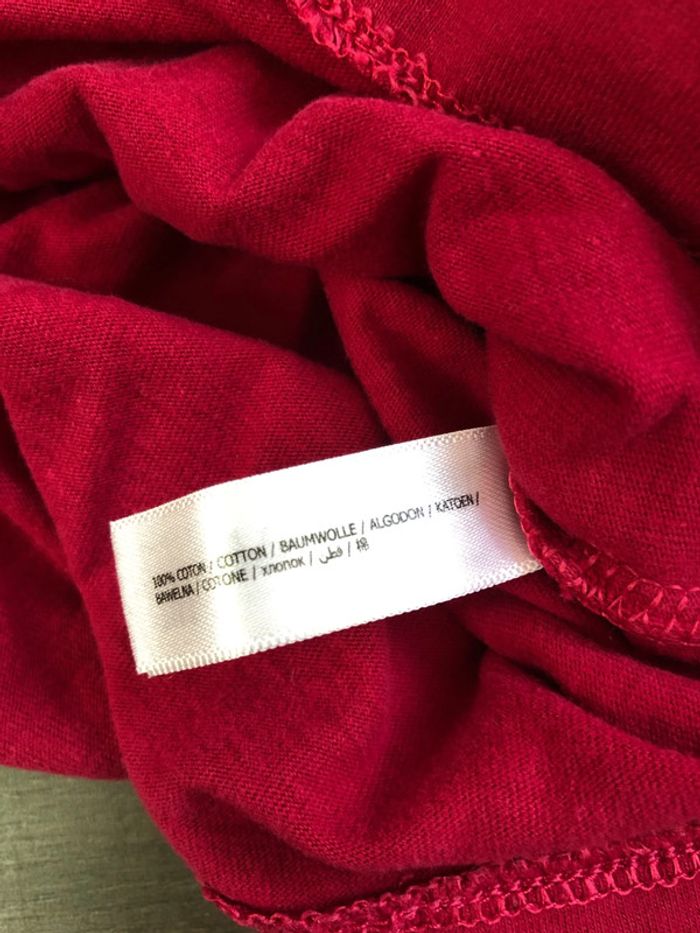 100% COTON / COTTON / BAUMWOLLE / ALGODON / KATOEN /
BAWEŁNA / COTONE / хлопок / قطن / 棉